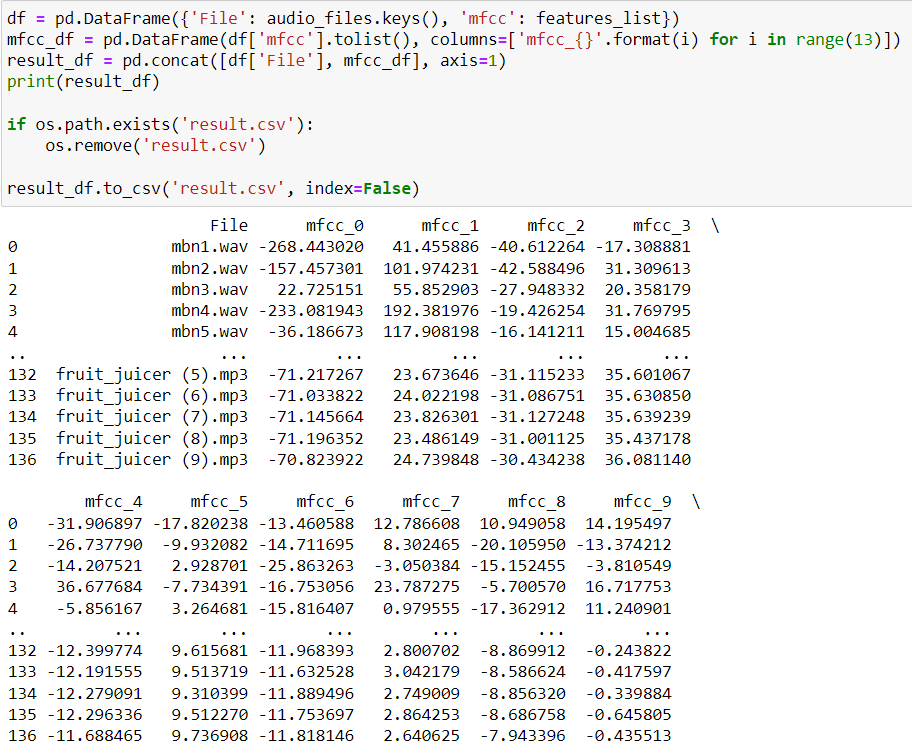 df = pd.DataFrame({'File': audio_files.keys(), 'mfcc': features_list})
mfcc_df = pd.DataFrame(df['mfcc'].tolist(), columns=['mfcc_{}'.format(i) for i in range(13)])
result_df = pd.concat([df['File'], mfcc_df], axis=1)
print(result_df)

if os.path.exists('result.csv'):
    os.remove('result.csv')

result_df.to_csv('result.csv', index=False)

                   File      mfcc_0      mfcc_1     mfcc_2     mfcc_3  \
0              mbn1.wav -268.443020   41.455886 -40.612264 -17.308881
1              mbn2.wav -157.457301  101.974231 -42.588496  31.309613
2              mbn3.wav   22.725151   55.852903 -27.948332  20.358179
3              mbn4.wav -233.081943  192.381976 -19.426254  31.769795
4              mbn5.wav  -36.186673  117.908198 -16.141211  15.004685
..                  ...         ...         ...        ...        ...
132  fruit_juicer (5).mp3  -71.217267   23.673646 -31.115233  35.601067
133  fruit_juicer (6).mp3  -71.033822   24.022198 -31.086751  35.630850
134  fruit_juicer (7).mp3  -71.145664   23.826301 -31.127248  35.639239
135  fruit_juicer (8).mp3  -71.196352   23.486149 -31.001125  35.437178
136  fruit_juicer (9).mp3  -70.823922   24.739848 -30.434238  36.081140

        mfcc_4     mfcc_5     mfcc_6     mfcc_7     mfcc_8     mfcc_9  \
0   -31.906897 -17.820238 -13.460588  12.786608  10.949058  14.195497
1   -26.737790  -9.932082 -14.711695   8.302465 -20.105950 -13.374212
2   -14.207521   2.928701 -25.863263  -3.050384 -15.152455  -3.810549
3    36.677684  -7.734391 -16.753056  23.787275  -5.700570  16.717753
4    -5.856167   3.264681 -15.816407   0.979555 -17.362912  11.240901
..         ...        ...        ...        ...        ...        ...
132 -12.399774   9.615681 -11.968393   2.800702  -8.869912  -0.243822
133 -12.191555   9.513719 -11.632528   3.042179  -8.586624  -0.417597
134 -12.279091   9.310399 -11.889496   2.749009  -8.856320  -0.339884
135 -12.296336   9.512270 -11.753697   2.864253  -8.686758  -0.645805
136 -11.688465   9.736908 -11.818146   2.640625  -7.943396  -0.435513